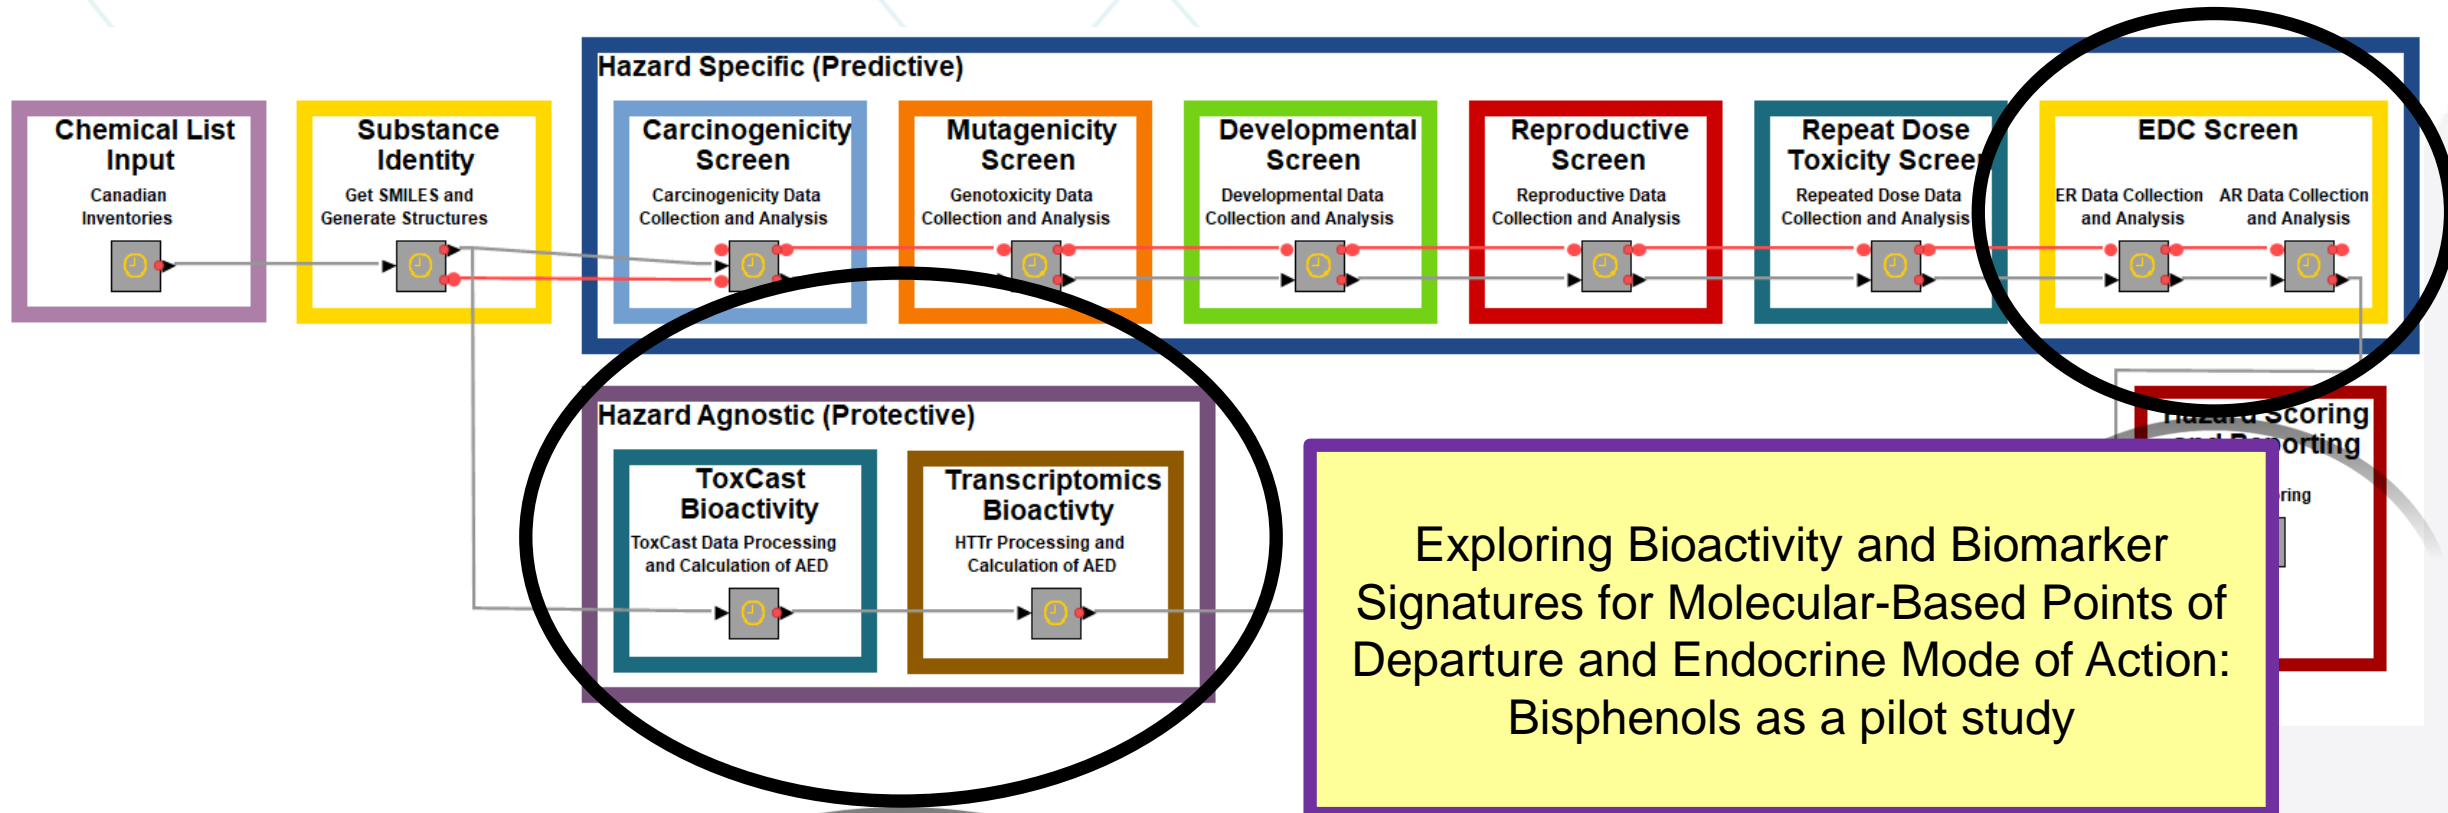 Hazard Specific (Predictive)
Chemical List
Input
Canadian
Inventories
Substance
Identity
Get SMILES and
Generate Structures
Carcinogenicity
Screen
Carcinogenicity Data
Collection and Analysis
Mutagenicity
Screen
Genotoxicity Data
Collection and Analysis
Developmental
Screen
Developmental Data
Collection and Analysis
Reproductive
Screen
Reproductive Data
Collection and Analysis
Repeat Dose
Toxicity Screen
Repeated Dose Data
Collection and Analysis
EDC Screen
ER Data Collection
and Analysis
AR Data Collection
and Analysis
Hazard Agnostic (Protective)
ToxCast
Bioactivity
ToxCast Data Processing
and Calculation of AED
Transcriptomics
Bioactivty
HTTr Processing and
Calculation of AED
Hazard Scoring
and Reporting
Exploring Bioactivity and Biomarker
Signatures for Molecular-Based Points of
Departure and Endocrine Mode of Action:
Bisphenols as a pilot study